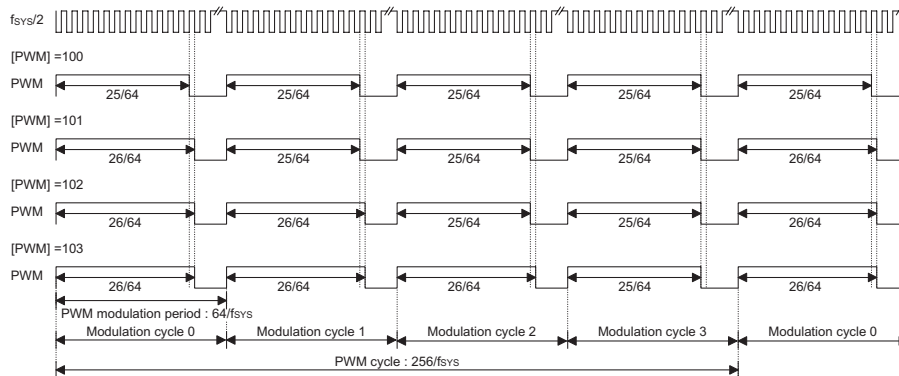 fSYS/2
[PWM] =100
PWM
25/64 25/64 25/64 25/64 25/64
[PWM] =101
PWM
26/64 25/64 25/64 25/64 26/64
[PWM] =102
PWM
26/64 26/64 25/64 25/64 26/64
[PWM] =103
PWM
26/64 26/64 26/64 25/64 26/64
PWM modulation period : 64/fSYS
Modulation cycle 0 Modulation cycle 1 Modulation cycle 2 Modulation cycle 3 Modulation cycle 0
PWM cycle : 256/fSYS